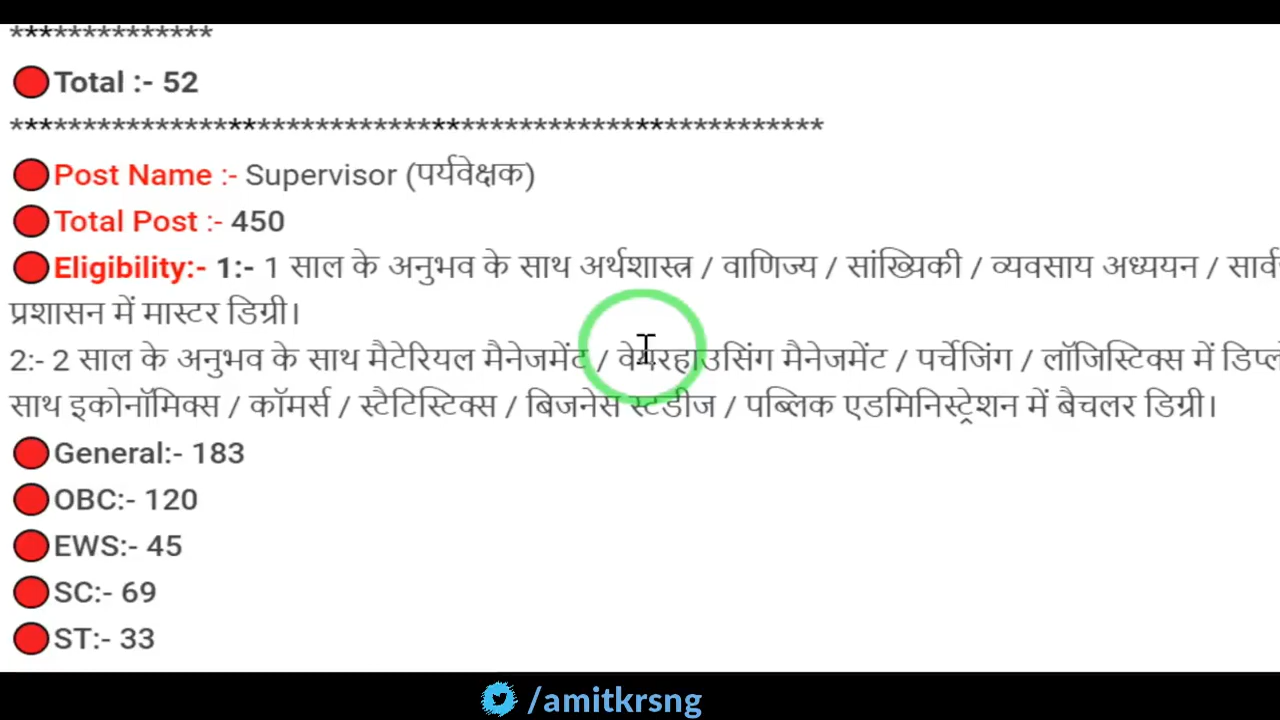 ***************
Total :- 52
********************************************************
Post Name :- Supervisor (पर्यवेक्षक)
Total Post :- 450
Eligibility:- 1:- 1 साल के अनुभव के साथ अर्थशास्त्र / वाणिज्य / सांख्यिकी / व्यवसाय अध्ययन /
प्रशासन में मास्टर डिग्री।
2:- 2 साल के अनुभव के साथ मैटेरियल मैनेजमेंट / वेयरहाउसिंग मैनेजमेंट / पर्चेजिंग / लॉजिस्टिक्स में
साथ इकोनॉमिक्स / कॉमर्स / स्टैटिस्टिक्स / बिजनेस स्टडीज / पब्लिक एडमिनिस्ट्रेशन में बैचलर डिग्री।
General:- 183
OBC:- 120
EWS:- 45
SC:- 69
ST:- 33
/amitkrsng